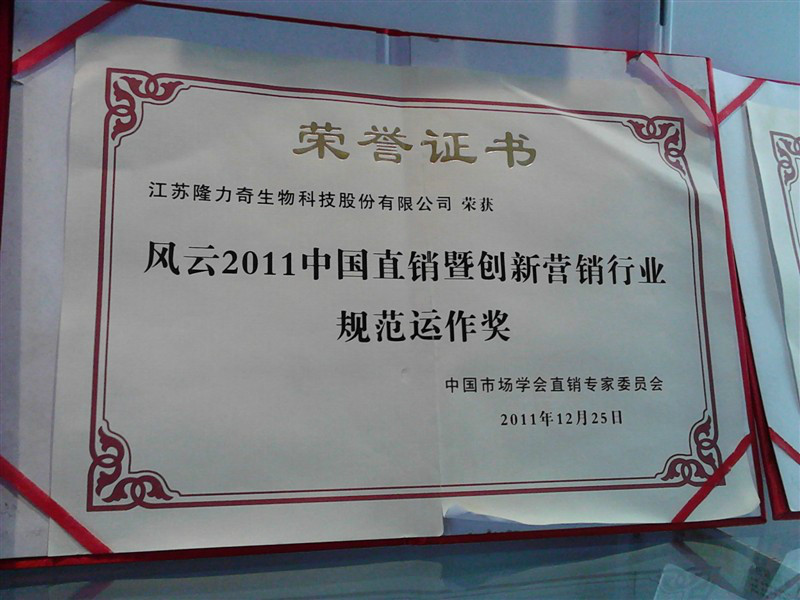 荣誉证书
江苏隆力奇生物科技股份有限公司 荣获
风云2011中国直销暨创新营销行业
规范运作奖
中国市场学会直销专家委员会
2011年12月25日